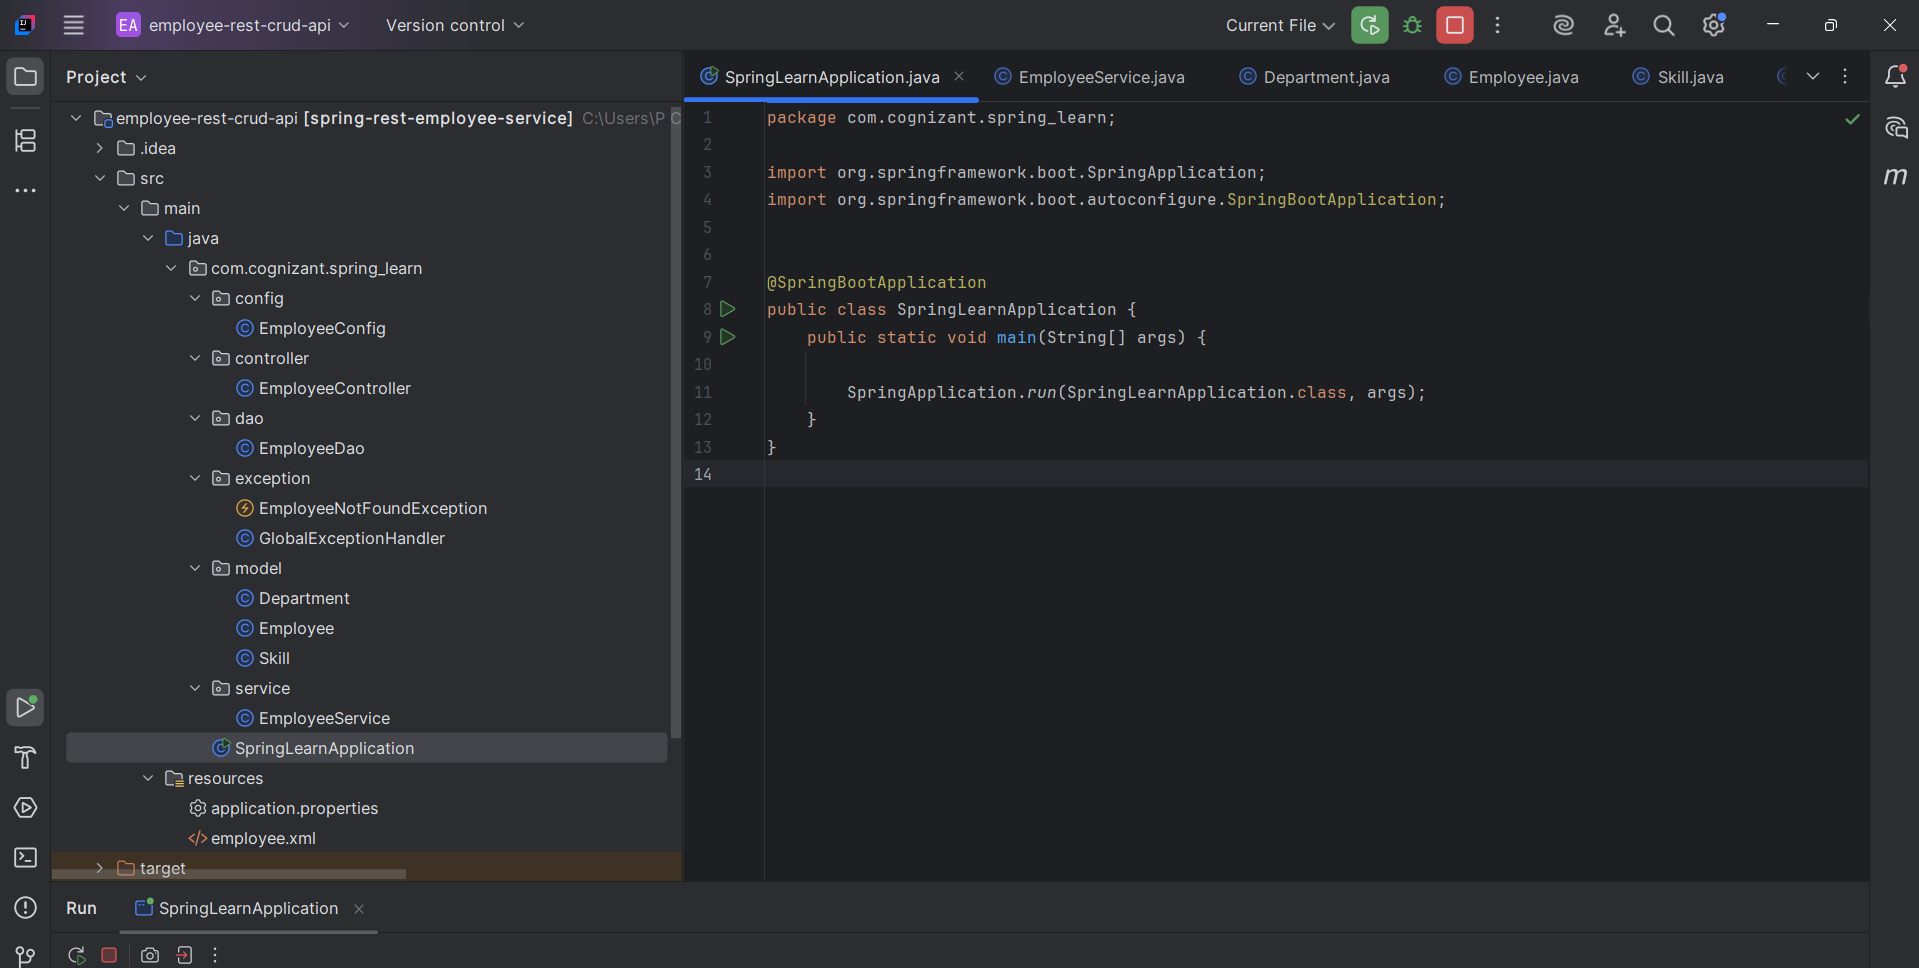 EA employee-rest-crud-api Version control Current File
Project
employee-rest-crud-api [spring-rest-employee-service] C:\Users\P
.idea
src
main
java
com.cognizant.spring_learn
config
EmployeeConfig
controller
EmployeeController
dao
EmployeeDao
exception
EmployeeNotFoundException
GlobalExceptionHandler
model
Department
Employee
Skill
service
EmployeeService
SpringLearnApplication
resources
application.properties
employee.xml
target
SpringLearnApplication.java EmployeeService.java Department.java Employee.java Skill.java
1 package com.cognizant.spring_learn;
2
3 import org.springframework.boot.SpringApplication;
4 import org.springframework.boot.autoconfigure.SpringBootApplication;
5
6
7 @SpringBootApplication
8 public class SpringLearnApplication {
9 public static void main(String[] args) {
10
11 SpringApplication.run(SpringLearnApplication.class, args);
12 }
13 }
14
m
Run SpringLearnApplication